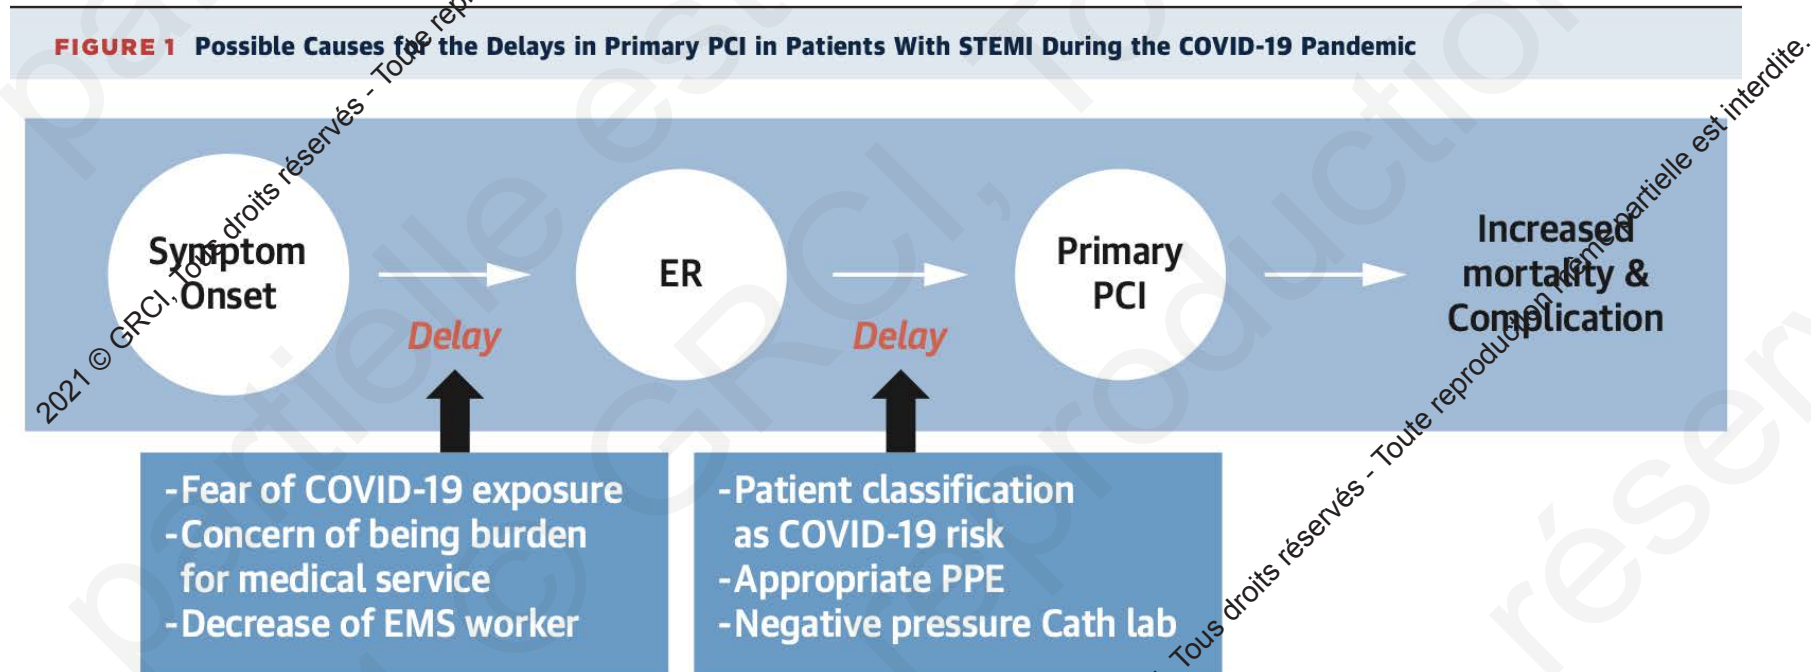 FIGURE 1 Possible Causes for the Delays in Primary PCI in Patients With STEMI During the COVID-19 Pandemic
Symptom
Onset
ER
Primary
PCI
Increased
mortality &
Complication
Delay
Delay
-Fear of COVID-19 exposure
-Concern of being burden
for medical service
-Decrease of EMS worker
-Patient classification
as COVID-19 risk
-Appropriate PPE
-Negative pressure Cath lab
2021 © GRCI, Tous droits réservés - Toute
Tous droits réservés - Toute reproduction même partielle est interdite.
partielle est
© GRCI,
reproduction